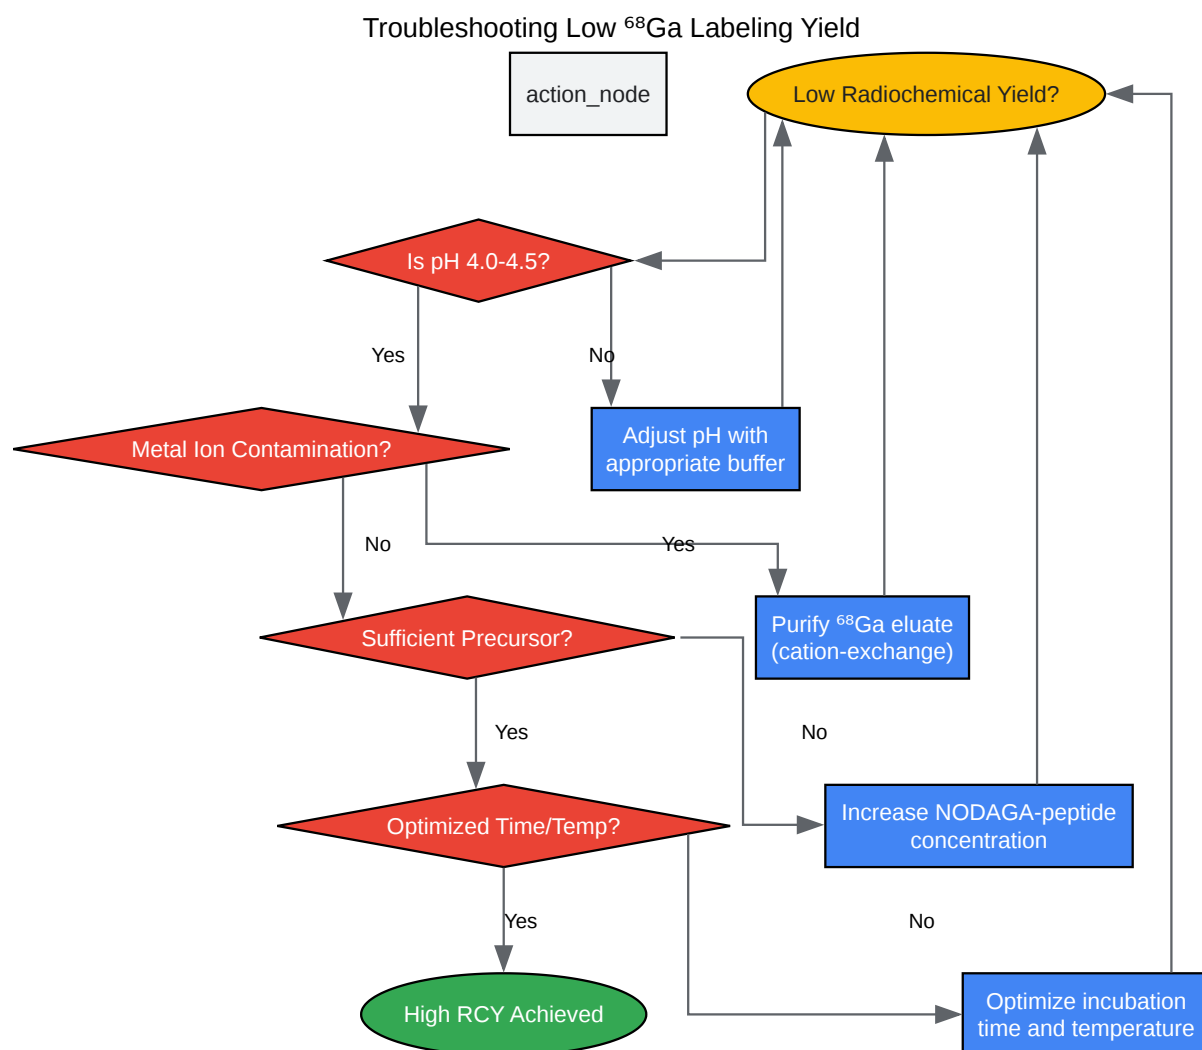 Troubleshooting Low ⁶⁸Ga Labeling Yield
action_node
Low Radiochemical Yield?
Is pH 4.0-4.5?
Yes
No
Metal Ion Contamination?
Adjust pH with
appropriate buffer
No
Yes
Sufficient Precursor?
Purify ⁶⁸Ga eluate
(cation-exchange)
Yes
No
Optimized Time/Temp?
Increase NODAGA-peptide
concentration
Yes
No
High RCY Achieved
Optimize incubation
time and temperature